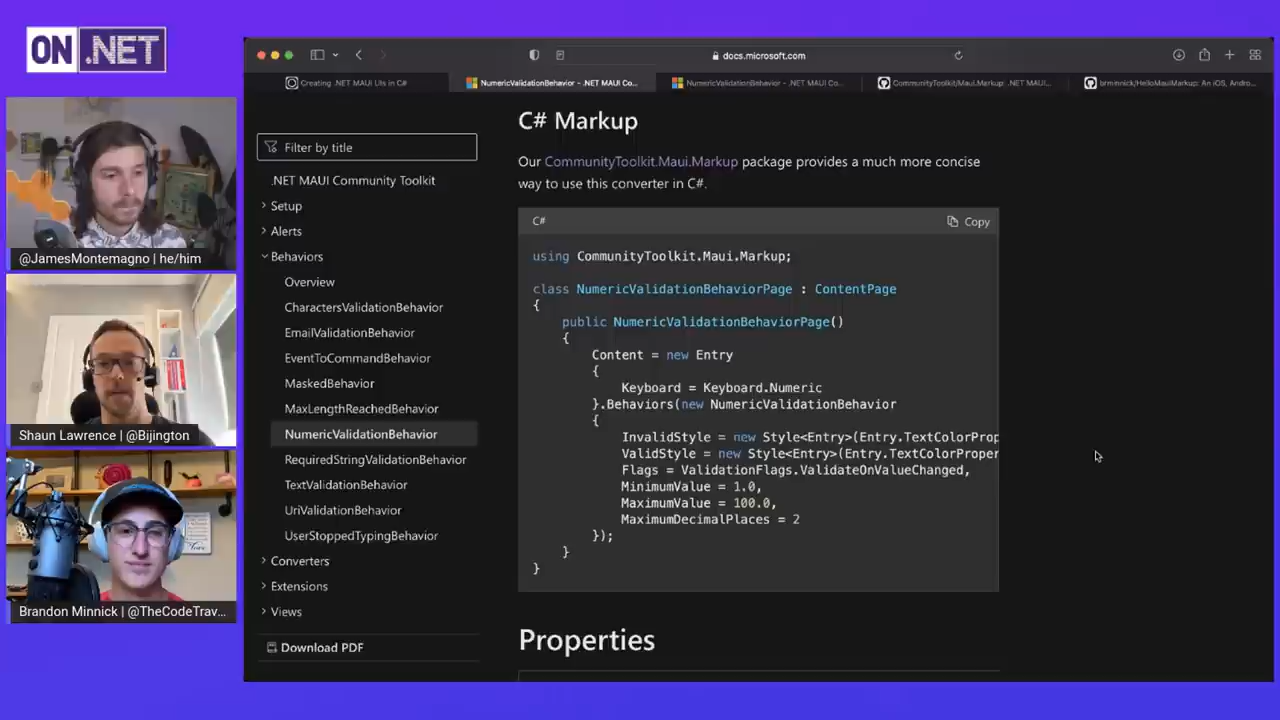 ON .NET
@JamesMontemagno | he/him
Shaun Lawrence | @Bijington
Brandon Minnick | @TheCodeTrav...
docs.microsoft.com
Creating .NET MAUI UIs in C#
NumericValidationBehavior - .NET MAUI Co...
NumericValidationBehavior - .NET MAUI Co...
CommunityToolkit/Maui.Markup: .NET MAUI...
brminnick/HelloMauiMarkup: An iOS, Andro...
Filter by title
.NET MAUI Community Toolkit
Setup
Alerts
Behaviors
Overview
CharactersValidationBehavior
EmailValidationBehavior
EventToCommandBehavior
MaskedBehavior
MaxLengthReachedBehavior
NumericValidationBehavior
RequiredStringValidationBehavior
TextValidationBehavior
UriValidationBehavior
UserStoppedTypingBehavior
Converters
Extensions
Views
Download PDF
C# Markup
Our CommunityToolkit.Maui.Markup package provides a much more concise
way to use this converter in C#.
C#
Copy
using CommunityToolkit.Maui.Markup;
class NumericValidationBehaviorPage : ContentPage
{
public NumericValidationBehaviorPage()
{
Content = new Entry
{
Keyboard = Keyboard.Numeric
}.Behaviors(new NumericValidationBehavior
{
InvalidStyle = new Style<Entry>(Entry.TextColorProp
ValidStyle = new Style<Entry>(Entry.TextColorProper
Flags = ValidationFlags.ValidateOnValueChanged,
MinimumValue = 1.0,
MaximumValue = 100.0,
MaximumDecimalPlaces = 2
});
}
}
Properties